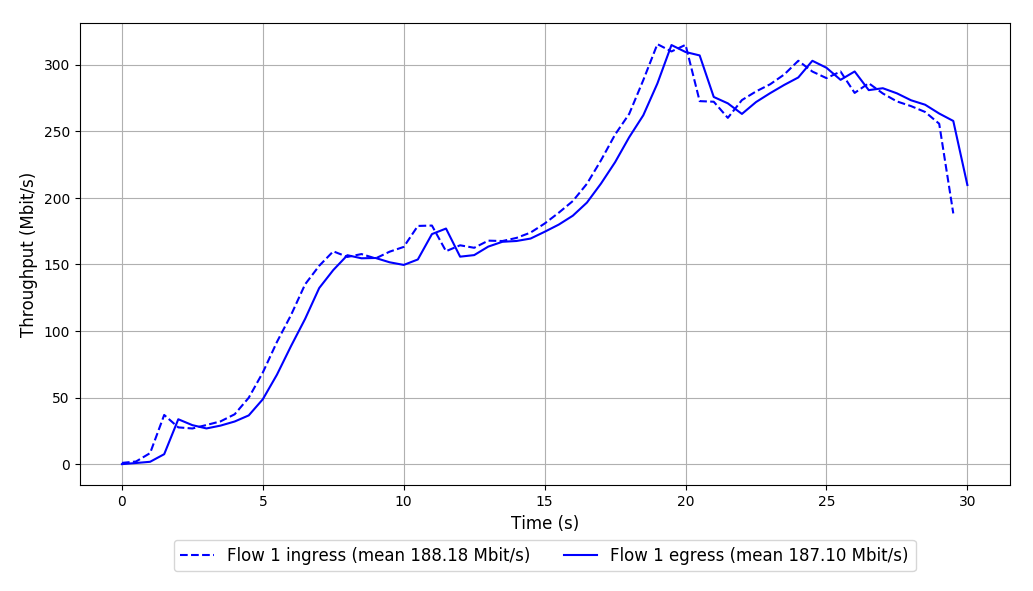 Throughput (Mbit/s)
300
250
200
150
100
50
0
0 5 10 15 20 25 30
Time (s)
Flow 1 ingress (mean 188.18 Mbit/s) Flow 1 egress (mean 187.10 Mbit/s)